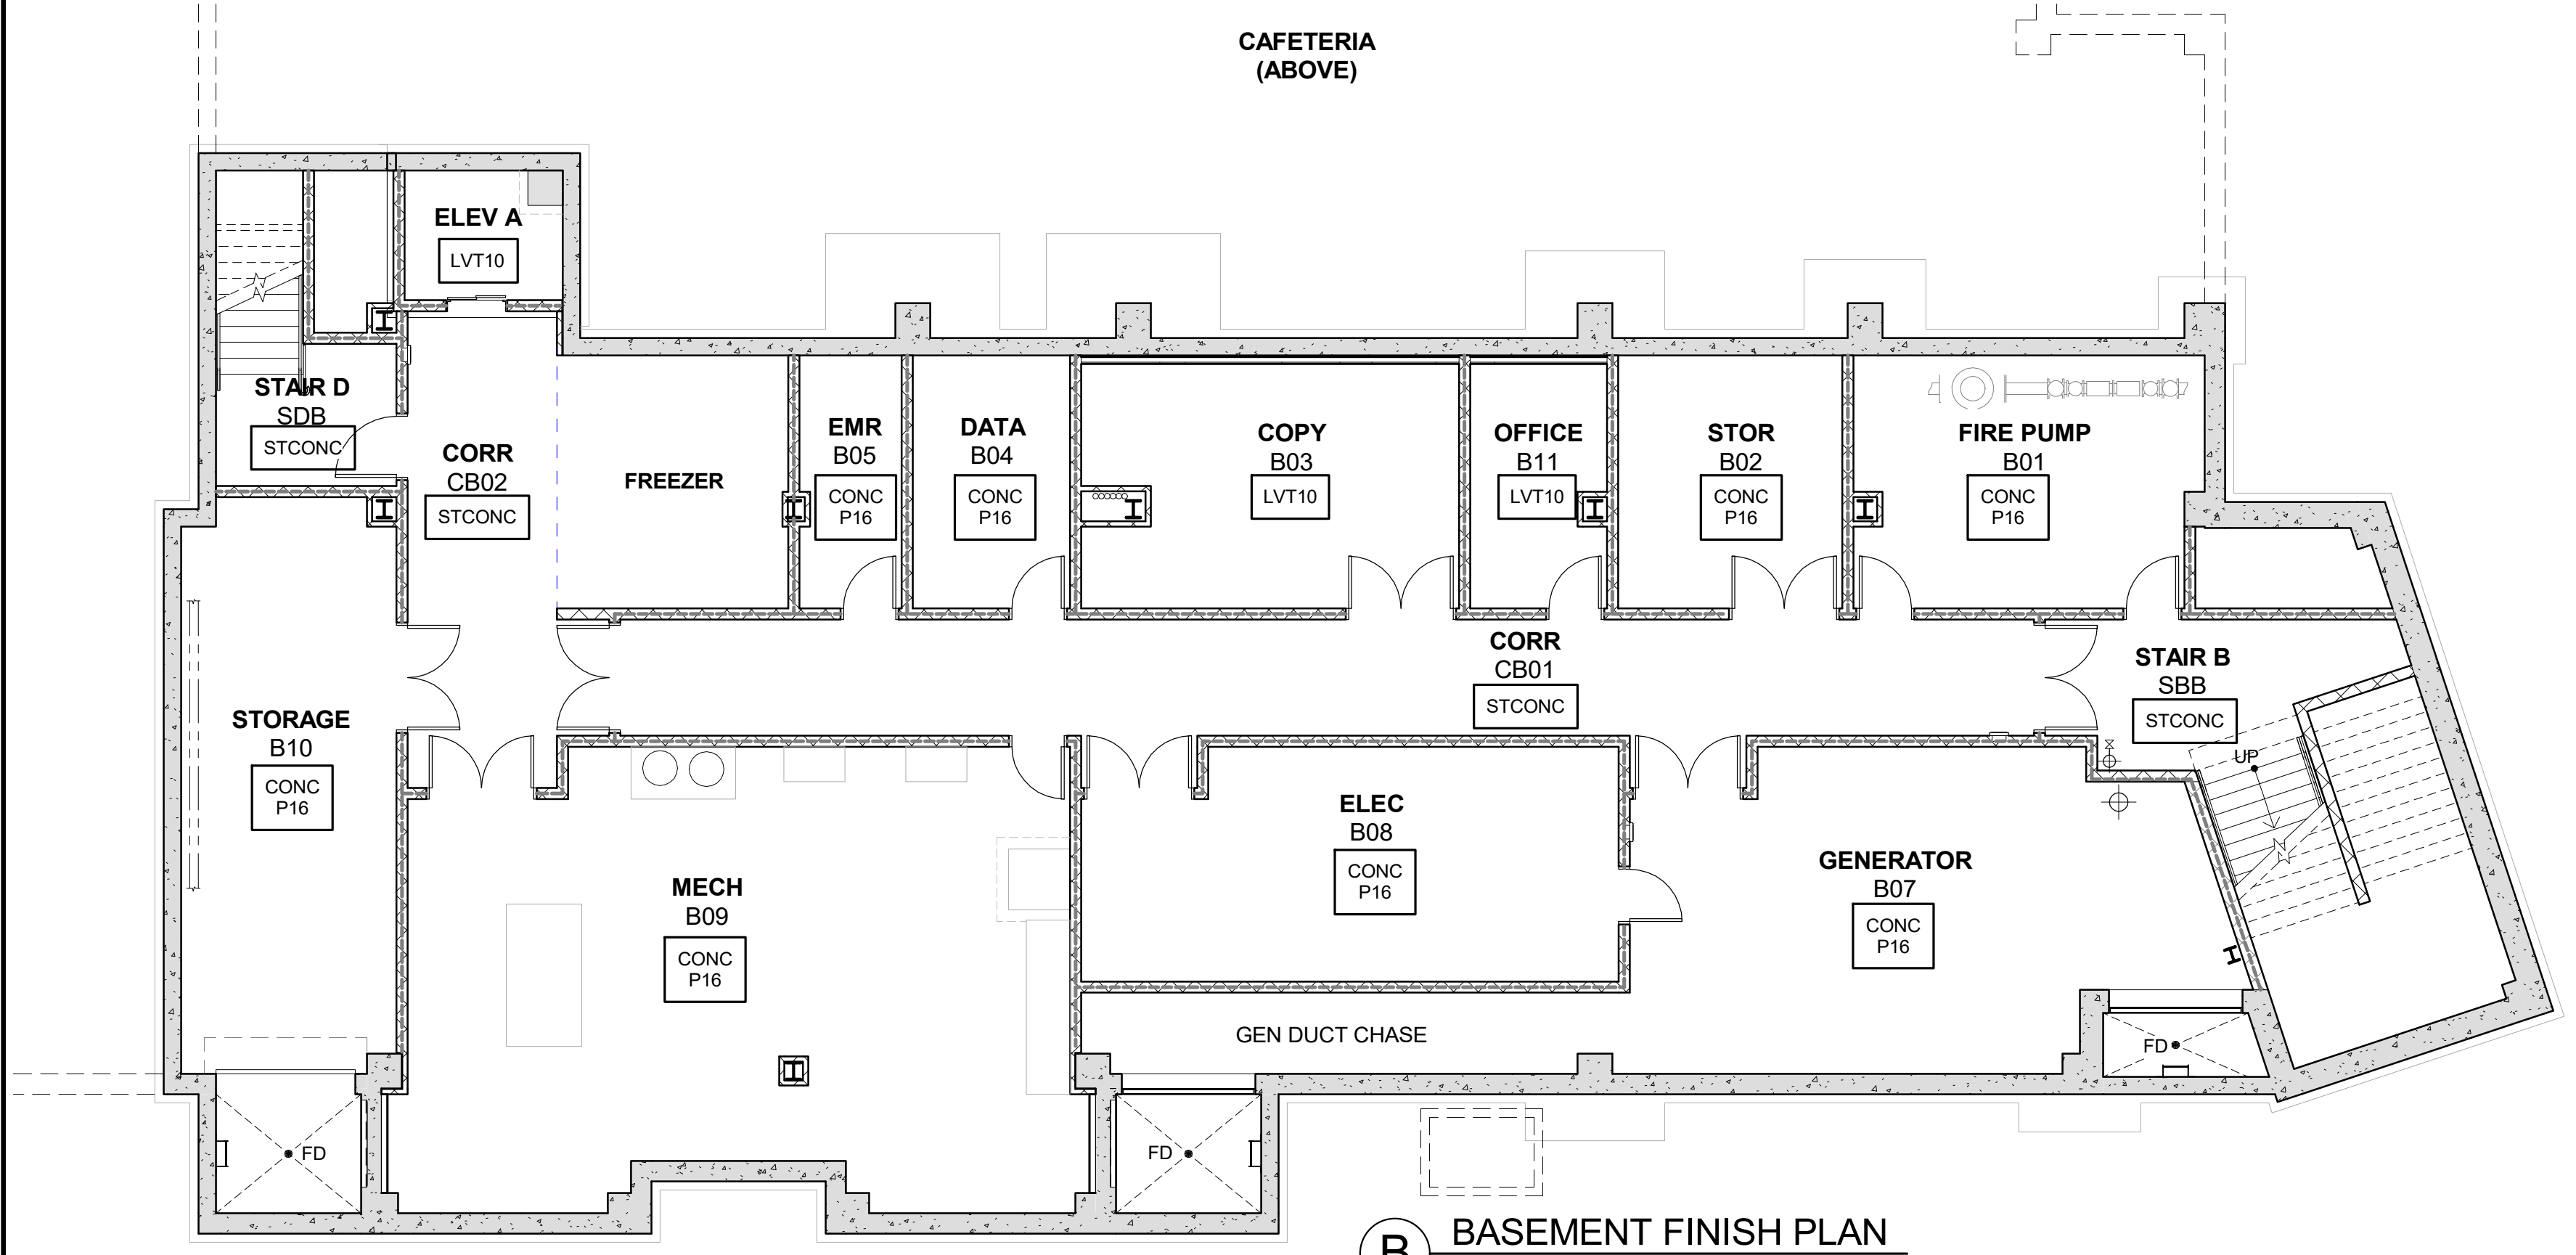 CAFETERIA
(ABOVE)
ELEV A
LVT10
STAIR D
SDB
STCONC
CORR
CB02
STCONC
FREEZER
EMR
B05
CONC
P16
DATA
B04
CONC
P16
COPY
B03
LVT10
OFFICE
B11
LVT10
STOR
B02
CONC
P16
FIRE PUMP
B01
CONC
P16
CORR
CB01
STCONC
STAIR B
SBB
STCONC
UP
STORAGE
B10
CONC
P16
MECH
B09
CONC
P16
ELEC
B08
CONC
P16
GENERATOR
B07
CONC
P16
GEN DUCT CHASE
FD
FD
FD
B
BASEMENT FINISH PLAN